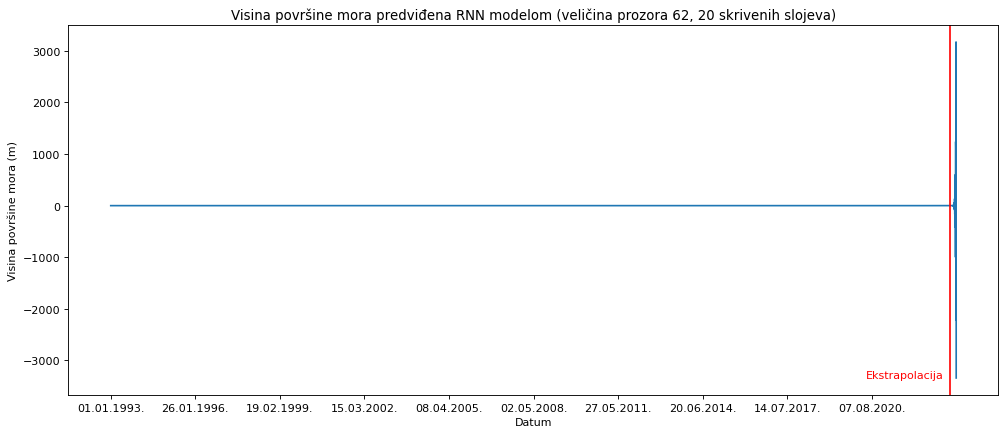 Visina površine mora predviđena RNN modelom (veličina prozora 62, 20 skrivenih slojeva)
Visina površine mora (m)
3000
2000
1000
0
−1000
−2000
−3000
Ekstrapolacija
01.01.1993. 26.01.1996. 19.02.1999. 15.03.2002. 08.04.2005. 02.05.2008. 27.05.2011. 20.06.2014. 14.07.2017. 07.08.2020.
Datum